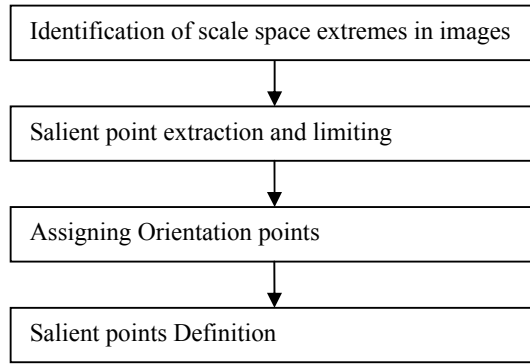 Identification of scale space extremes in images
Salient point extraction and limiting
Assigning Orientation points
Salient points Definition